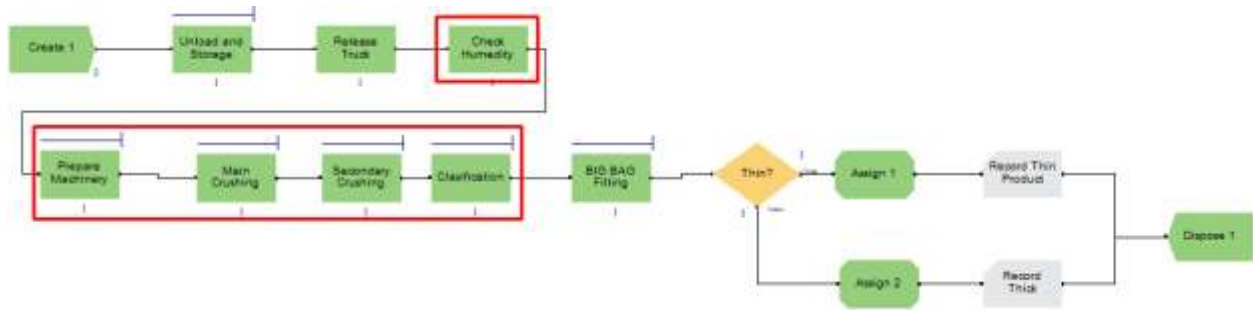 Create 1
Unload and
Storage
Release
Truck
Check
Humedity
Prepare
Machinery
Main
Crushing
Secondary
Crushing
Clasification
BIG BAG
Filling
Thin?
Assign 1
Record Thin
Product
Assign 2
Record
Thick
Dispose 1